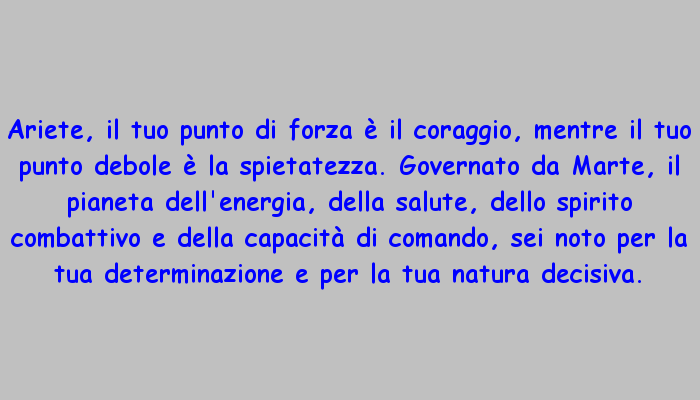 Ariete, il tuo punto di forza è il coraggio, mentre il tuo
punto debole è la spietatezza. Governato da Marte, il
pianeta dell'energia, della salute, dello spirito
combattivo e della capacità di comando, sei noto per la
tua determinazione e per la tua natura decisiva.